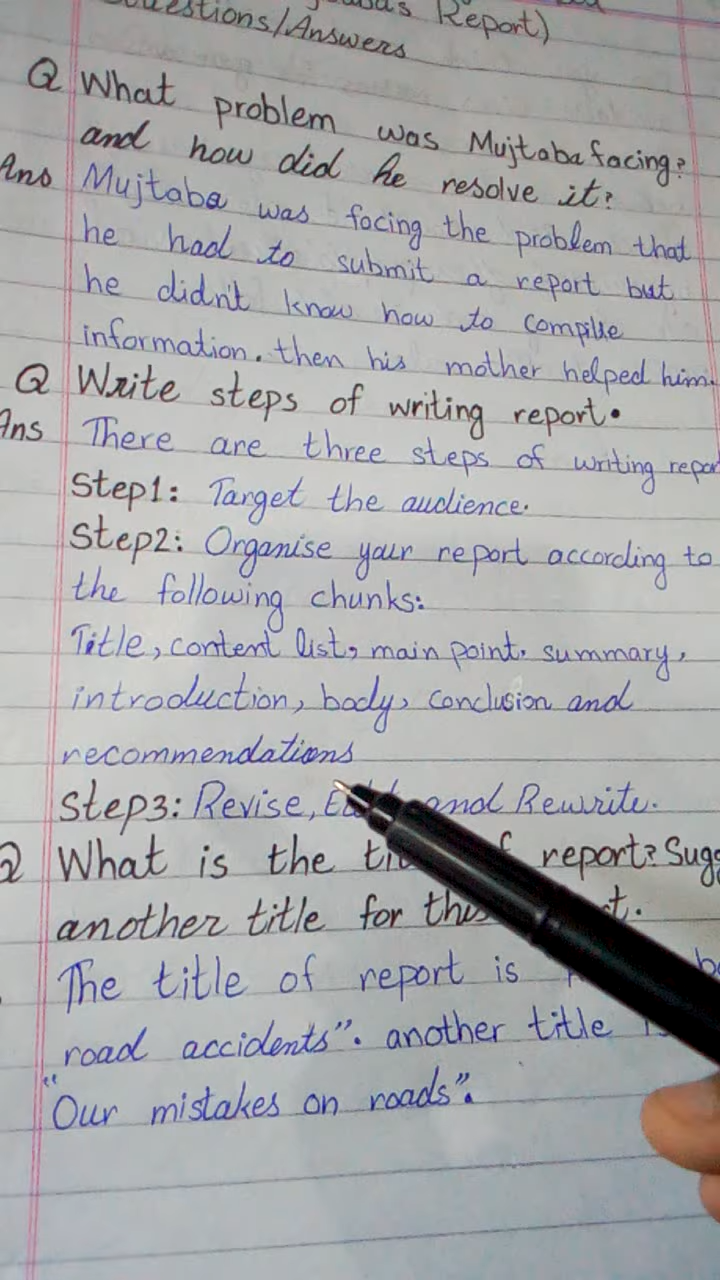 Report)
Questions/Answers
Q What problem was Mujtaba facing?
and how did he resolve it?
Ans Mujtaba was facing the problem that
he had to submit a report but
he didn't know how to compile
information. then his mother helped him.
Q Write steps of writing report.
Ans There are three steps of writing
Step1: Target the audience.
Step2: Organise your report according to
the following chunks:
Title, content list, main point, summary,
introduction, body, conclusion and
recommendations
Step3: Revise, and Rewrite.
Q What is the of report?
another title for
The title of report is
road accidents". another title
"Our mistakes on roads".